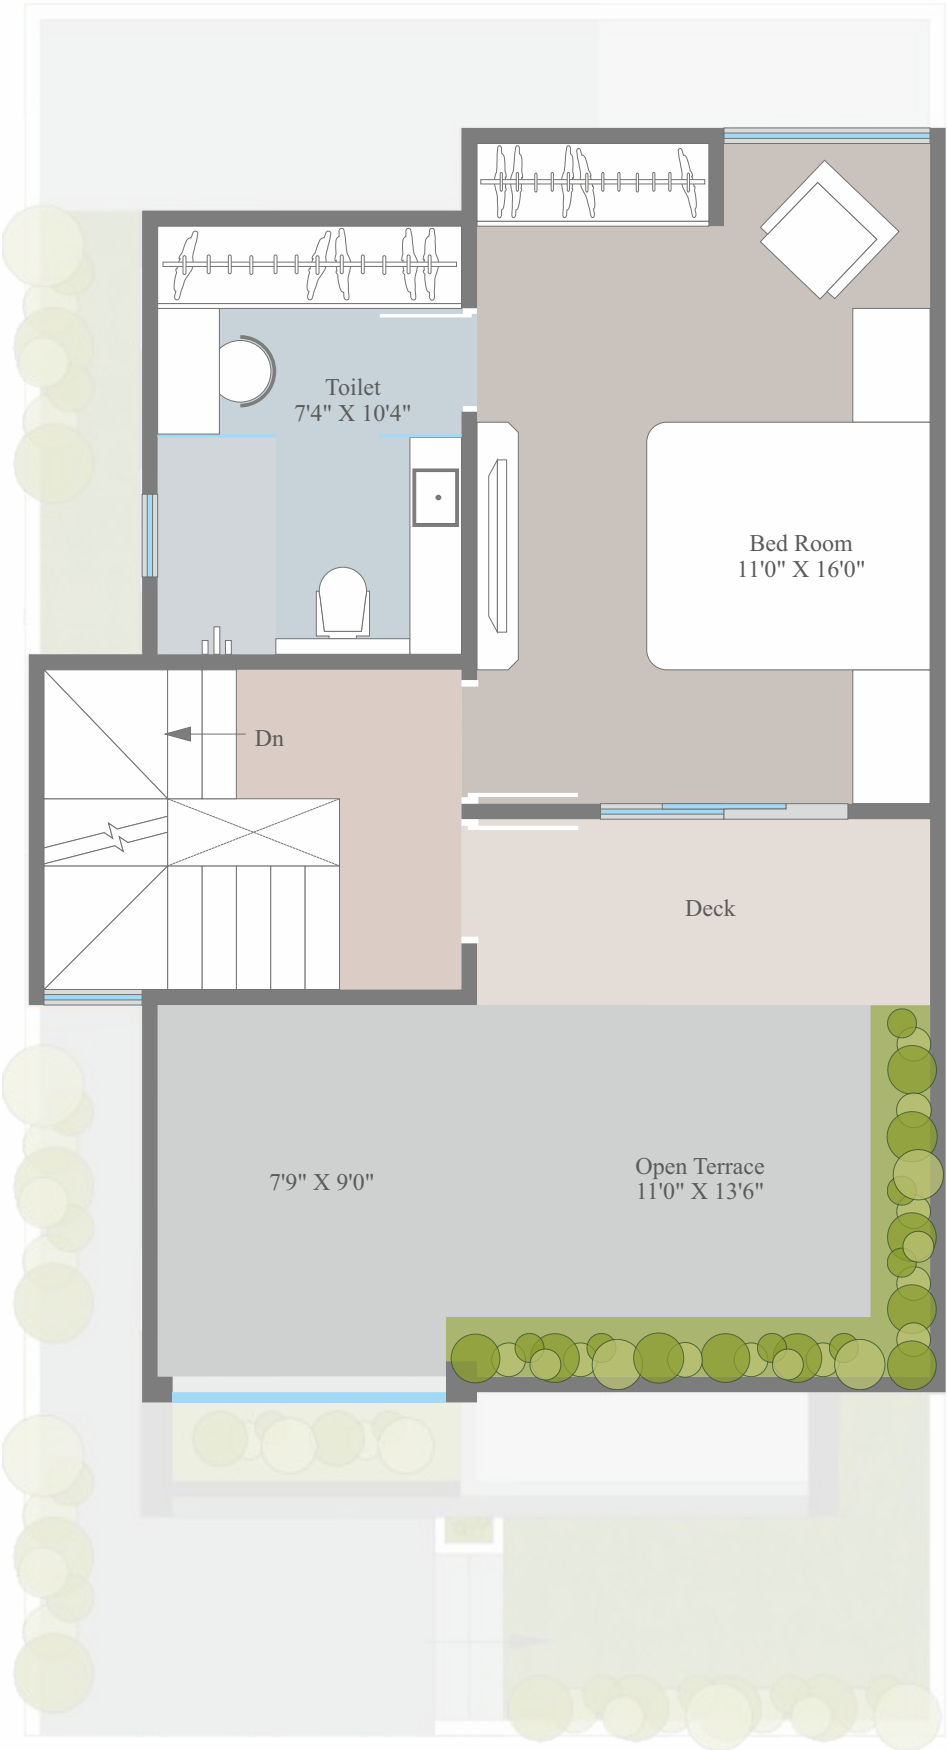 Toilet
7'4" X 10'4"
Bed Room
11'0" X 16'0"
Dn
Deck
7'9" X 9'0"
Open Terrace
11'0" X 13'6"